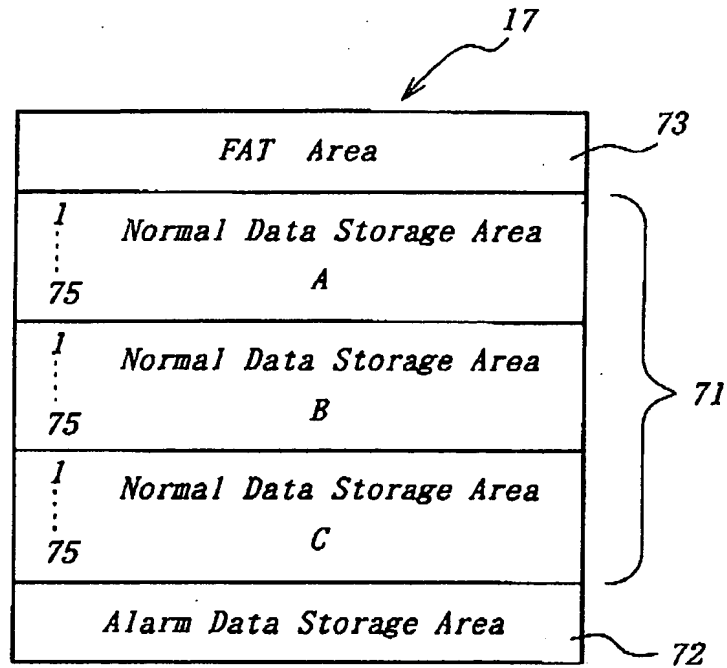 17
FAT Area
73
1
Normal Data Storage Area
A
75
1
Normal Data Storage Area
B
75
71
1
Normal Data Storage Area
C
75
Alarm Data Storage Area
72